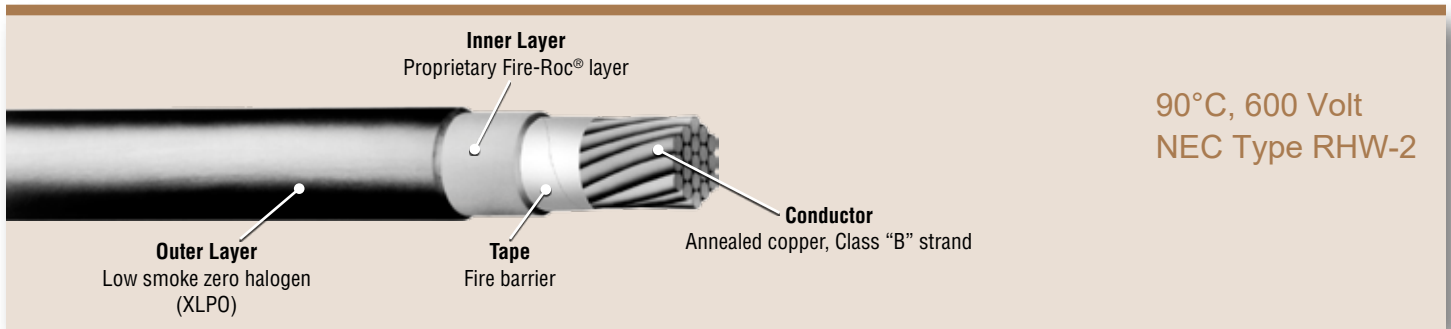 Inner Layer
Proprietary Fire-Roc® layer
90°C, 600 Volt
NEC Type RHW-2
Conductor
Annealed copper, Class “B” strand
Outer Layer
Low smoke zero halogen
(XLPO)
Tape
Fire barrier